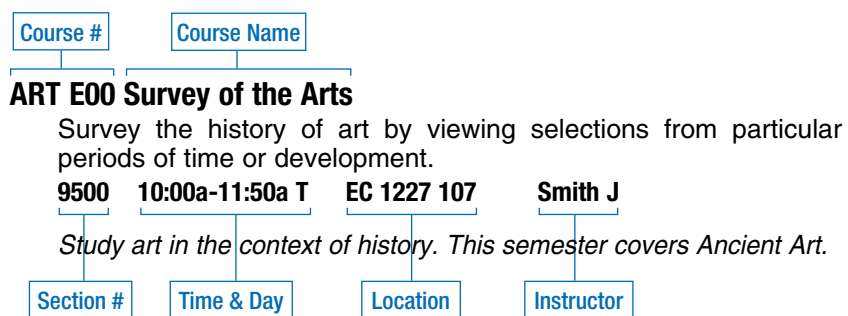 Course # Course Name
ART E00 Survey of the Arts
Survey the history of art by viewing selections from particular
periods of time or development.
9500 10:00a-11:50a T EC 1227 107 Smith J
Study art in the context of history. This semester covers Ancient Art.
Section # Time & Day Location Instructor